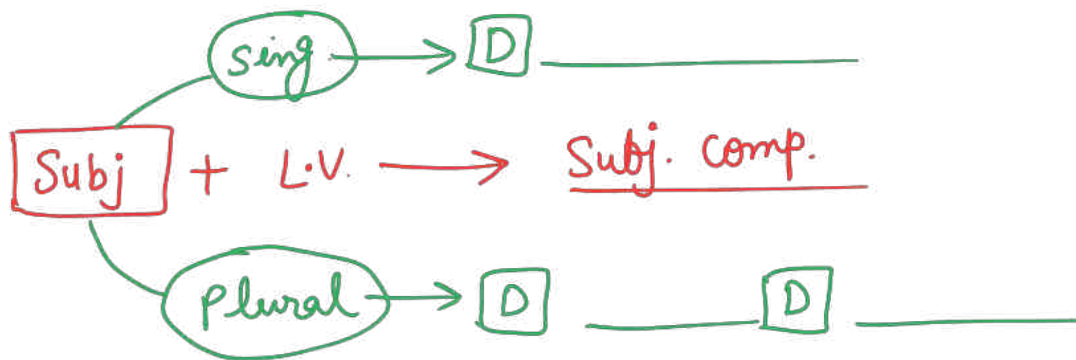 Sing → D
Subj + L.V. → Subj. comp.
Plural → D D